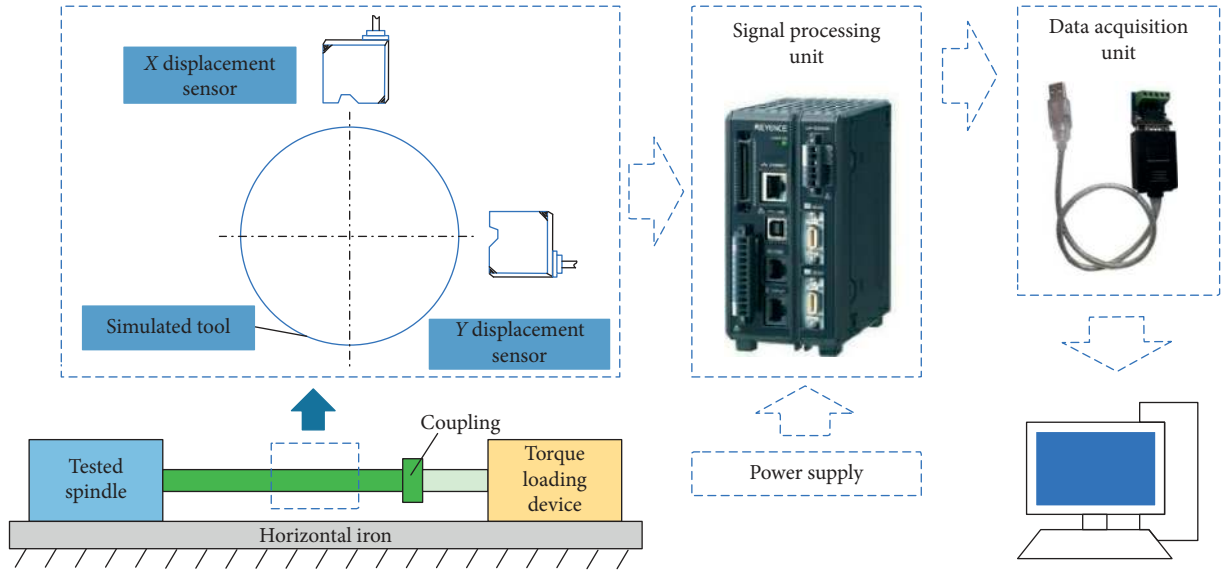 X displacement
sensor
Simulated tool
Y displacement
sensor
Signal processing
unit
KEYENCE
Data acquisition
unit
Power supply
Coupling
Tested
spindle
Torque
loading
device
Horizontal iron